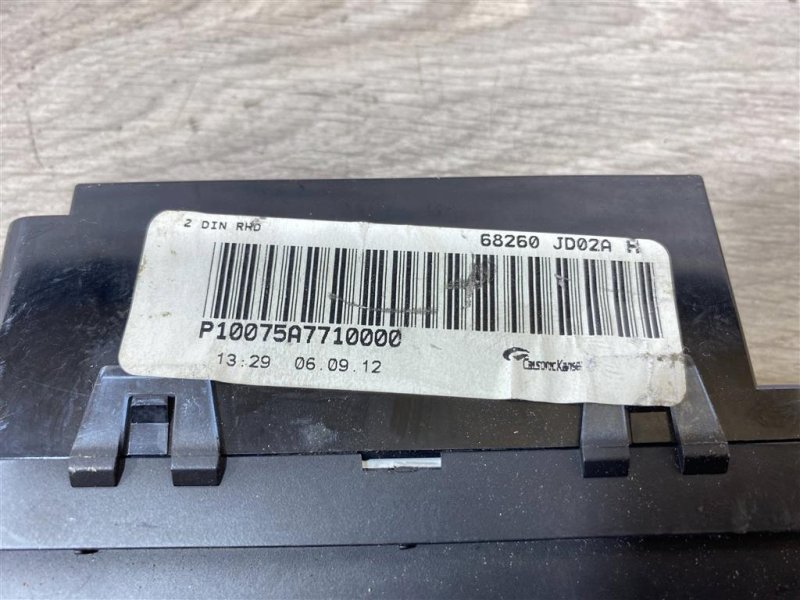 2 DIN RHD
68260 JD02A H
P10075A7710000
13:29 06.09.12
CalsonicKansei